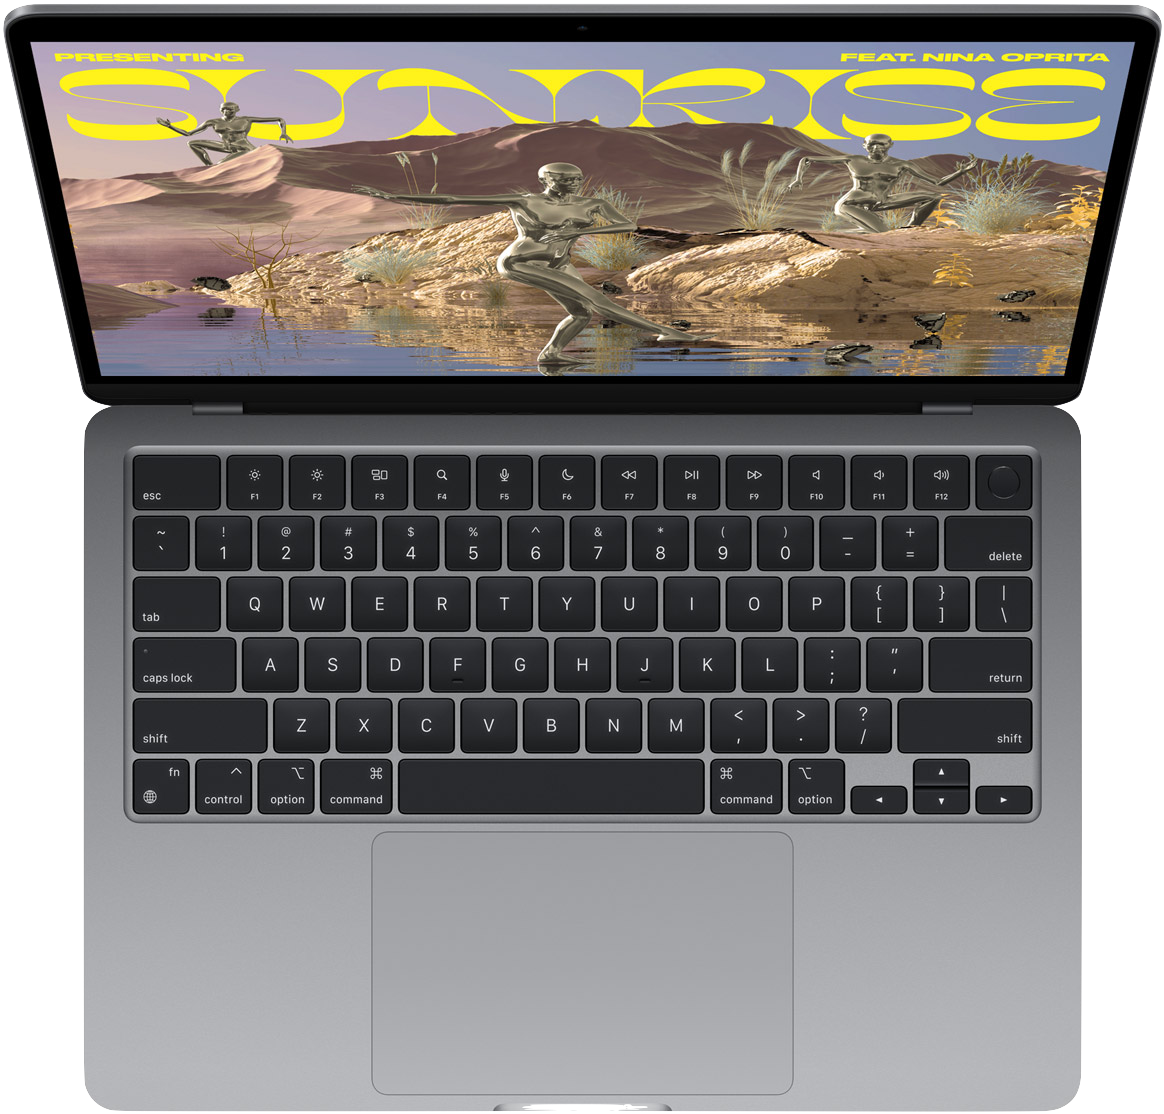 PRESENTING FEAT. NINA OPRITA
SUNRISE
esc F1 F2 F3 F4 F5 F6 F7 F8 F9 F10 F11 F12
~ ! @ # $ % ^ & * ( ) — +
` 1 2 3 4 5 6 7 8 9 0 - = delete
tab Q W E R T Y U I O P { [ } ] | \
caps lock A S D F G H J K L : ; " ' return
shift Z X C V B N M < , > . ? / shift
fn ^ ⌥ ⌘ ⌘ ⌥ ▲
control option command command option ◀ ▼ ▶